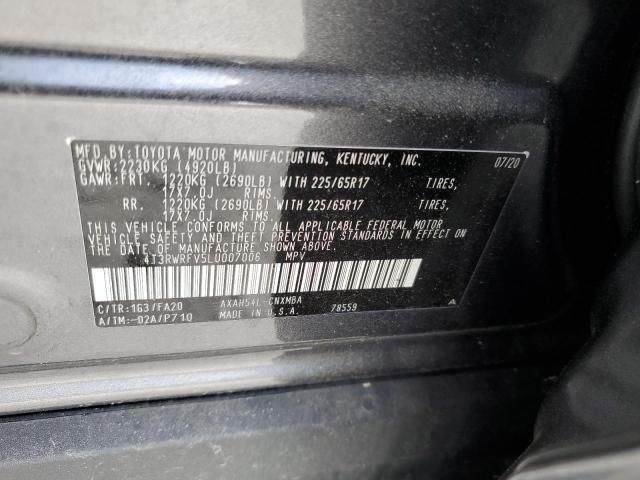 MFD.BY:TOYOTA MOTOR MANUFACTURING, KENTUCKY, INC. 07/20
GVWR:2230KG (4920LB)
GAWR:FRT. 1220KG (2690LB) WITH 225/65R17 TIRES,
17X7.0J RIMS,
RR. 1220KG (2690LB) WITH 225/65R17 TIRES,
17X7.0J RIMS.
THIS VEHICLE CONFORMS TO ALL APPLICABLE FEDERAL MOTOR
VEHICLE SAFETY AND THEFT PREVENTION STANDARDS IN EFFECT ON
THE DATE OF MANUFACTURE SHOWN ABOVE.
4T3RWRFV5LU007006 MPV
C/TR:1G3/FA20 AXAH54L-CNXMBA A
A/TM:-02A/P710 MADE IN U.S.A. 78559